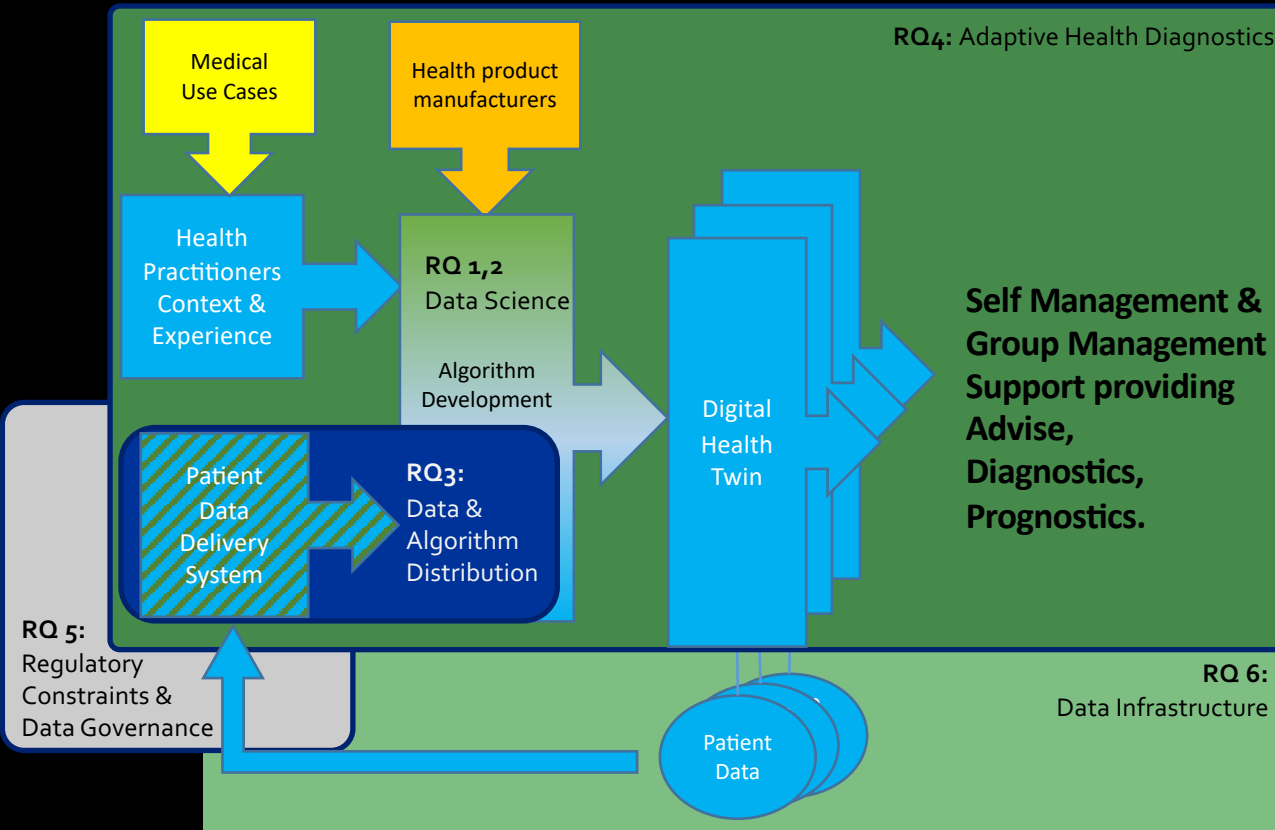 RQ4: Adaptive Health Diagnostics
Medical
Use Cases
Health product
manufacturers
Health
Practitioners
Context &
Experience
RQ 1,2
Data Science
Algorithm
Development
Digital
Health
Twin
Self Management &
Group Management
Support providing
Advise,
Diagnostics,
Prognostics.
Patient
Data
Delivery
System
RQ3:
Data &
Algorithm
Distribution
RQ 5:
Regulatory
Constraints &
Data Governance
RQ 6:
Data Infrastructure
Patient
Data